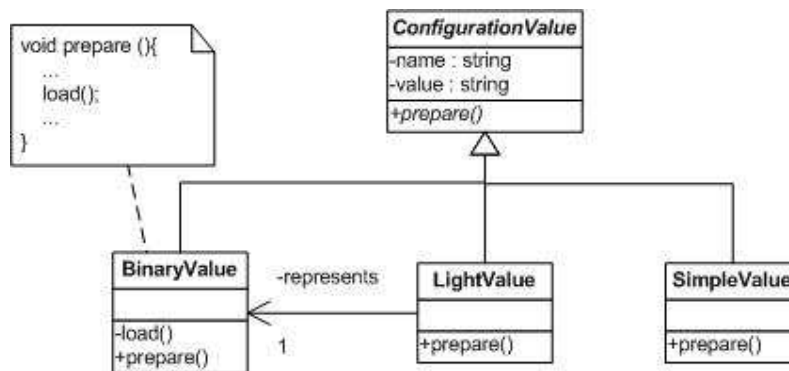 void prepare (){
...
load();
...
}
ConfigurationValue
-name : string
-value : string
+prepare()
BinaryValue
-load()
+prepare()
-represents
1
LightValue
+prepare()
SimpleValue
+prepare()